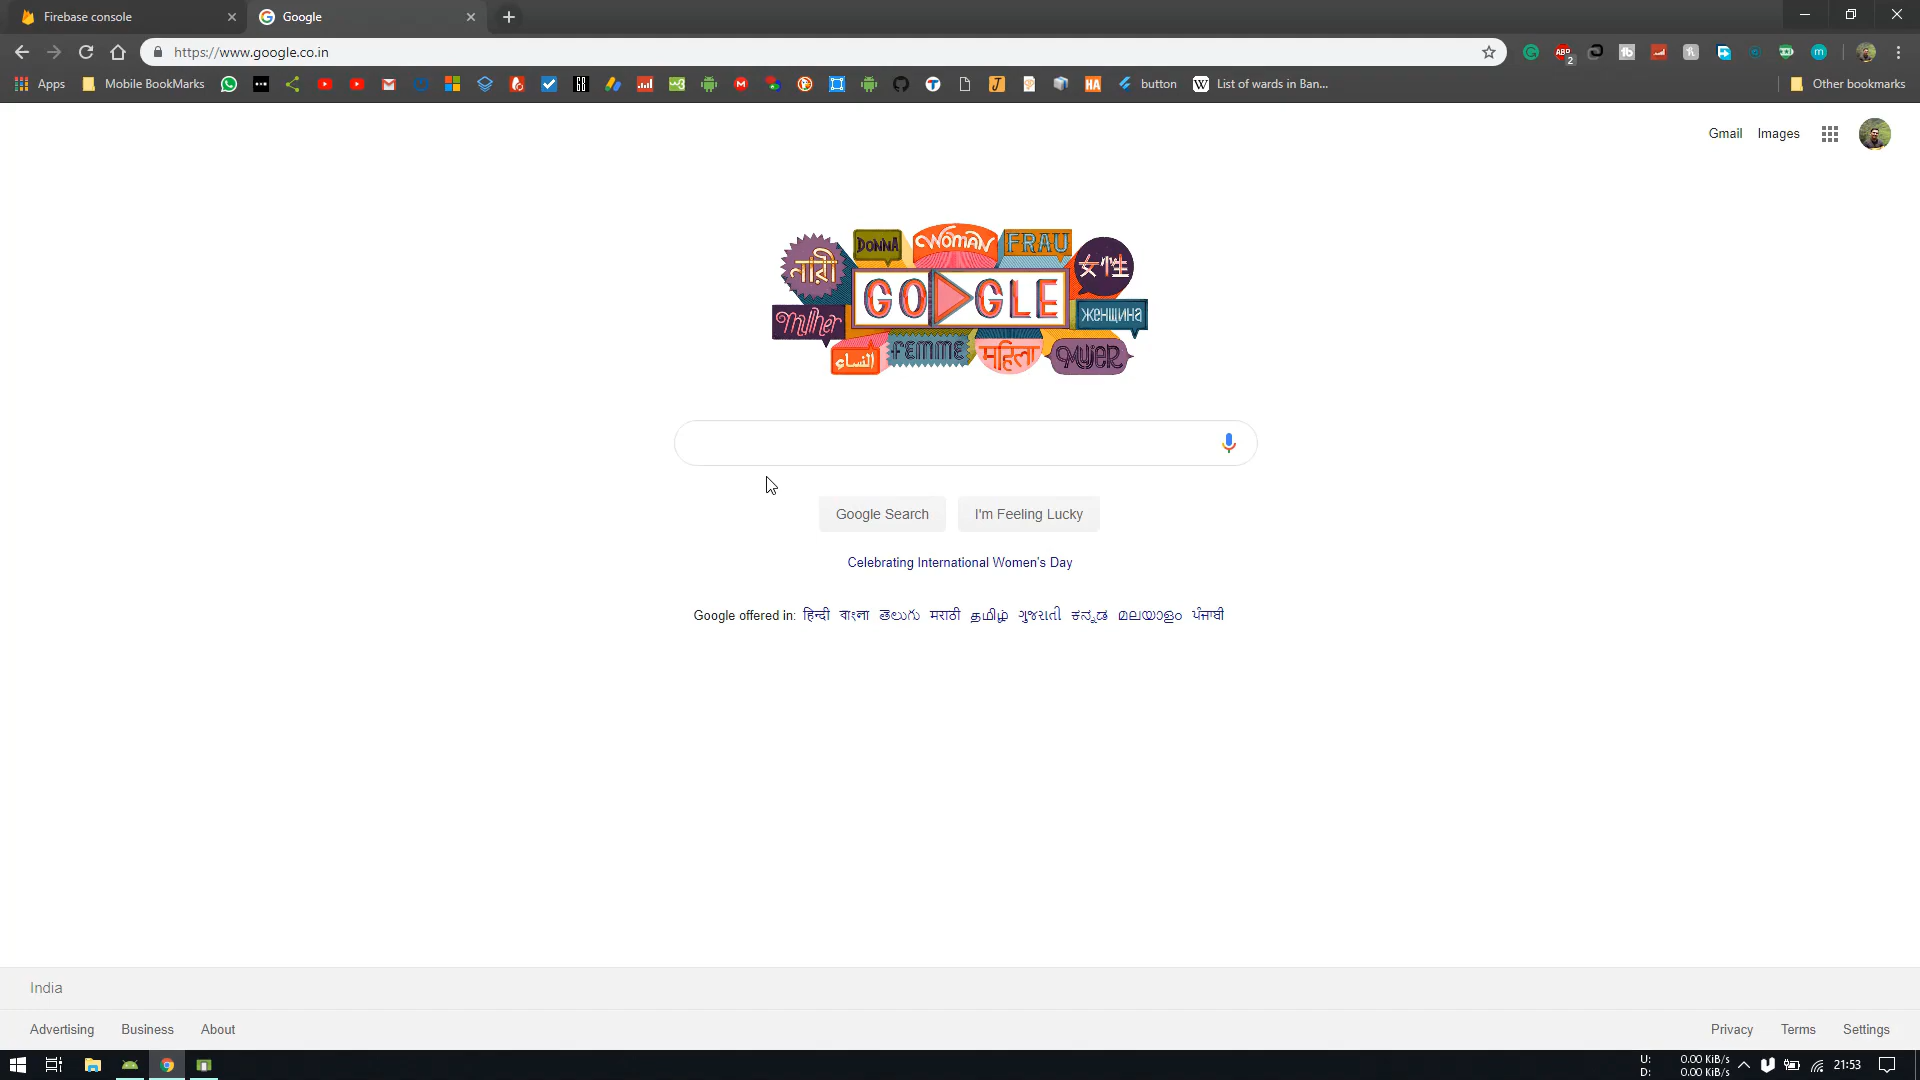 Firebase console
Google
https://www.google.co.in
Apps
Mobile BookMarks
button
List of wards in Ban...
Other bookmarks
Gmail
Images
নারী
DONNA
WOMAN
FRAU
女性
GOOGLE
Mulher
женщина
النساء
FEMME
महिला
MUJER
Google Search
I'm Feeling Lucky
Celebrating International Women's Day
Google offered in: हिन्दी বাংলা తెలుగు मराठी தமிழ் ગુજરાતી ಕನ್ನಡ മലയാളം ਪੰਜਾਬੀ
India
Advertising
Business
About
Privacy
Terms
Settings
U: 0.00 KiB/s
D: 0.00 KiB/s
21:53